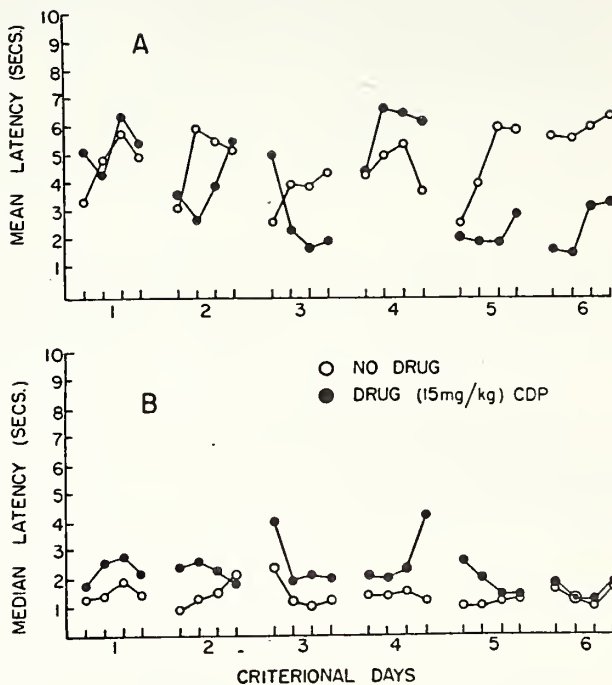 A
MEAN LATENCY (SECS.)
10
9
8
7
6
5
4
3
2
1
1 2 3 4 5 6
B
○ NO DRUG
● DRUG (15mg/kg) CDP
MEDIAN LATENCY (SECS.)
10
9
8
7
6
5
4
3
2
1
1 2 3 4 5 6
CRITERIONAL DAYS